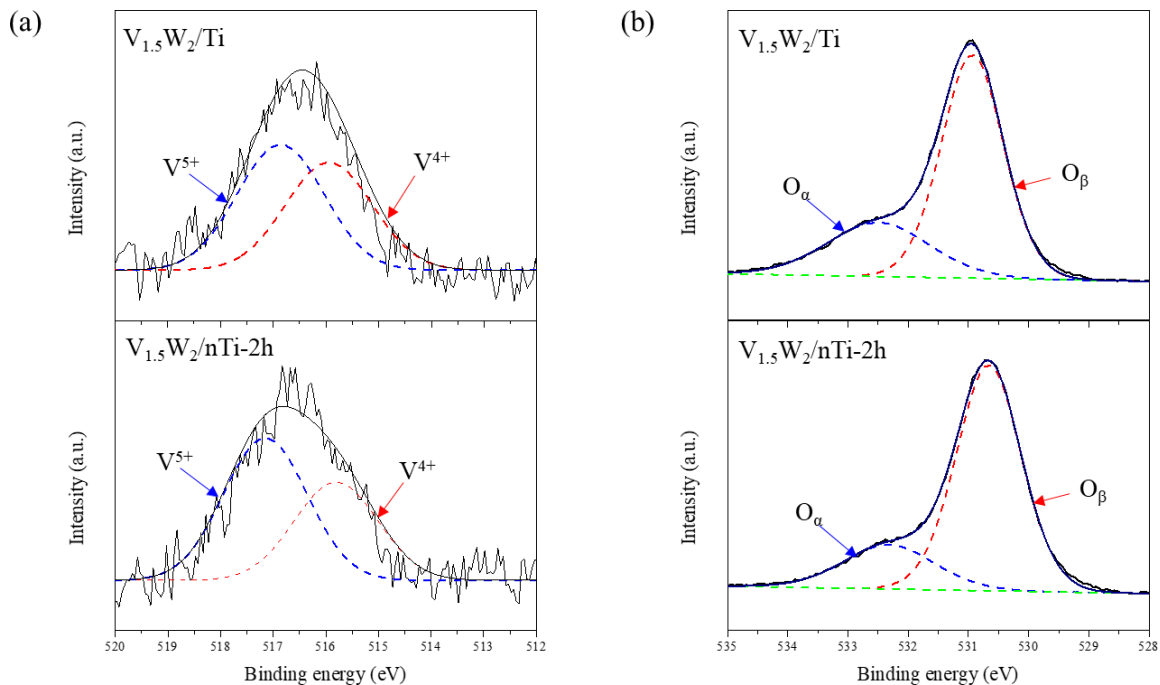 (a)
V1.5W2/Ti
V5+
V4+
Intensity (a.u.)
V1.5W2/nTi-2h
V5+
V4+
Intensity (a.u.)
520 519 518 517 516 515 514 513 512
Binding energy (eV)
(b)
V1.5W2/Ti
Oα
Oβ
Intensity (a.u.)
V1.5W2/nTi-2h
Oα
Oβ
Intensity (a.u.)
535 534 533 532 531 530 529 528
Binding energy (eV)